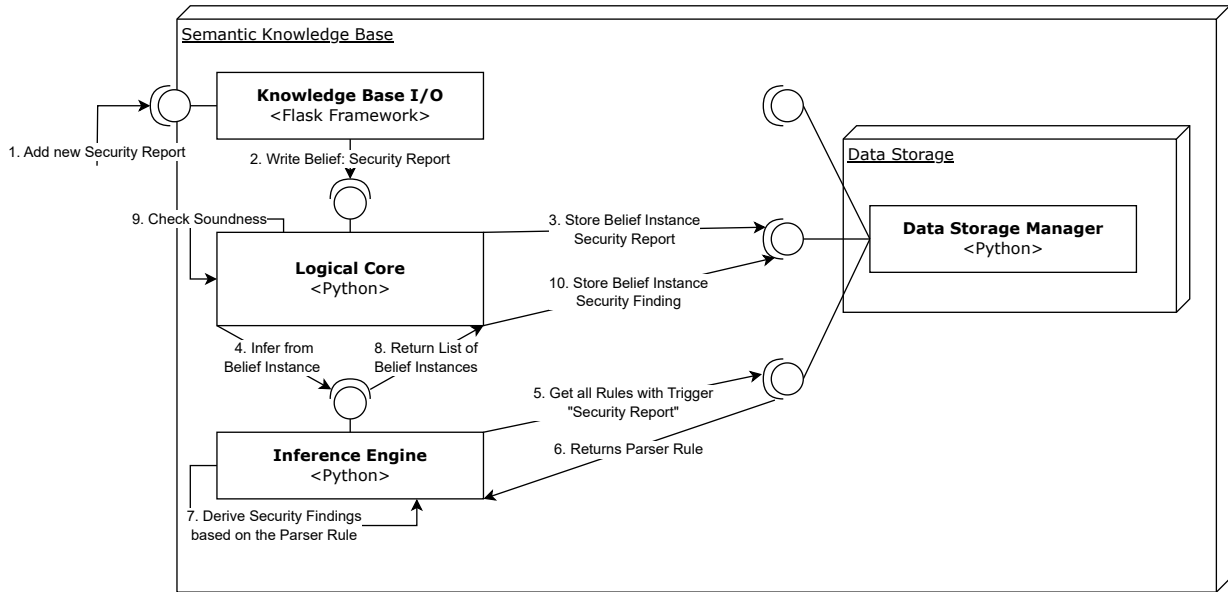 Semantic Knowledge Base
Knowledge Base I/O
<Flask Framework>
1. Add new Security Report
2. Write Belief: Security Report
Data Storage
9. Check Soundness
3. Store Belief Instance
Security Report
Data Storage Manager
<Python>
Logical Core
<Python>
10. Store Belief Instance
Security Finding
4. Infer from
Belief Instance
8. Return List of
Belief Instances
5. Get all Rules with Trigger
"Security Report"
6. Returns Parser Rule
Inference Engine
<Python>
7. Derive Security Findings
based on the Parser Rule